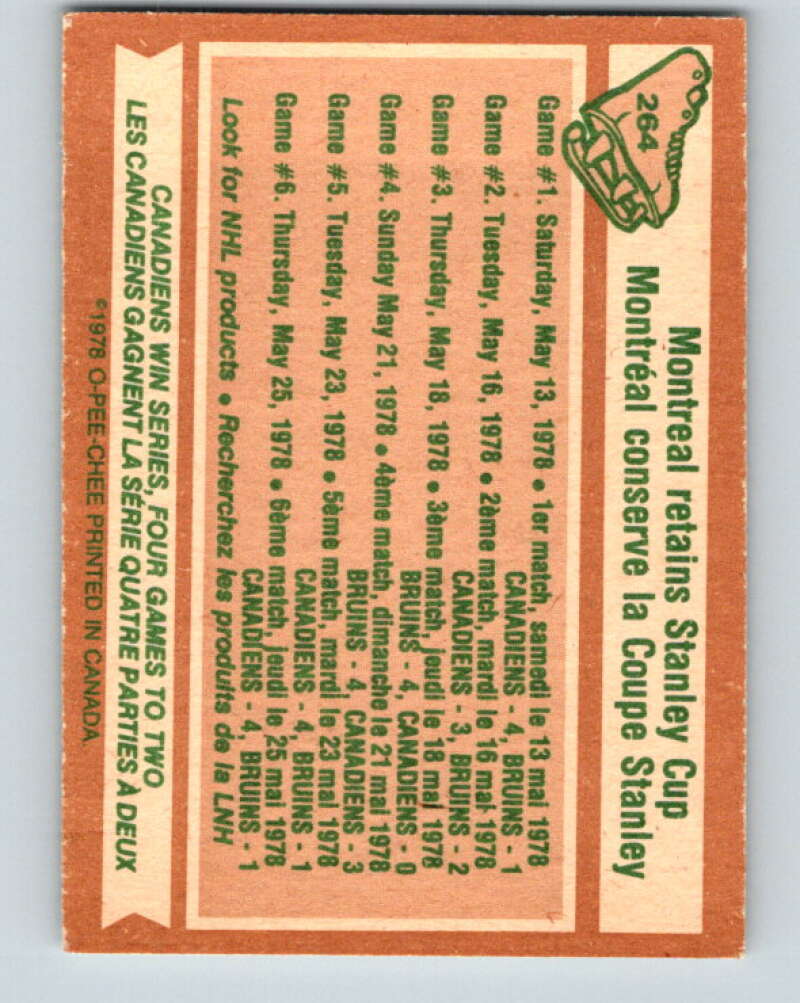 264
Montreal retains Stanley Cup
Montréal conserve la Coupe Stanley
Game #1. Saturday, May 13, 1978 • 1er match, samedi le 13 mai 1978
CANADIENS - 4, BRUINS - 1
Game #2. Tuesday, May 16, 1978 • 2ème match, mardi le 16 mai 1978
CANADIENS - 3, BRUINS - 2
Game #3. Thursday, May 18, 1978 • 3ème match, jeudi le 18 mai 1978
BRUINS - 4, CANADIENS - 0
Game #4. Sunday May 21, 1978 • 4ème match, dimanche le 21 mai 1978
BRUINS - 4, CANADIENS - 3
Game #5. Tuesday, May 23, 1978 • 5ème match, mardi le 23 mai 1978
CANADIENS - 4, BRUINS - 1
Game #6. Thursday, May 25, 1978 • 6ème match, jeudi le 25 mai 1978
CANADIENS - 4, BRUINS - 1
Look for NHL products • Recherchez les produits de la LNH
CANADIENS WIN SERIES, FOUR GAMES TO TWO
LES CANADIENS GAGNENT LA SÉRIE QUATRE PARTIES À DEUX
©1978 O-PEE-CHEE PRINTED IN CANADA.